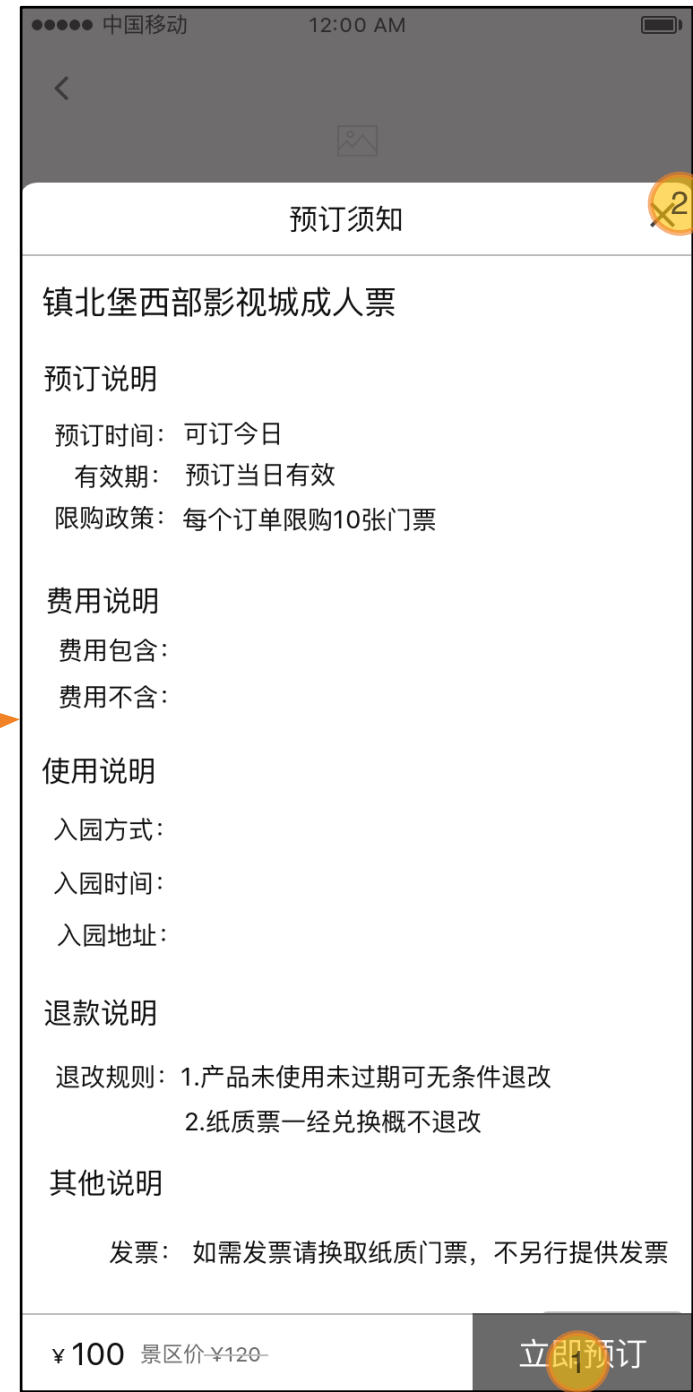 中国移动 12:00 AM
预订须知 2
镇北堡西部影视城成人票
预订说明
预订时间： 可订今日
有效期： 预订当日有效
限购政策： 每个订单限购10张门票
费用说明
费用包含：
费用不含：
使用说明
入园方式：
入园时间：
入园地址：
退款说明
退改规则： 1.产品未使用未过期可无条件退改
2.纸质票一经兑换概不退改
其他说明
发票： 如需发票请换取纸质门票，不另行提供发票
¥ 100 景区价 ¥120 立即预订
1